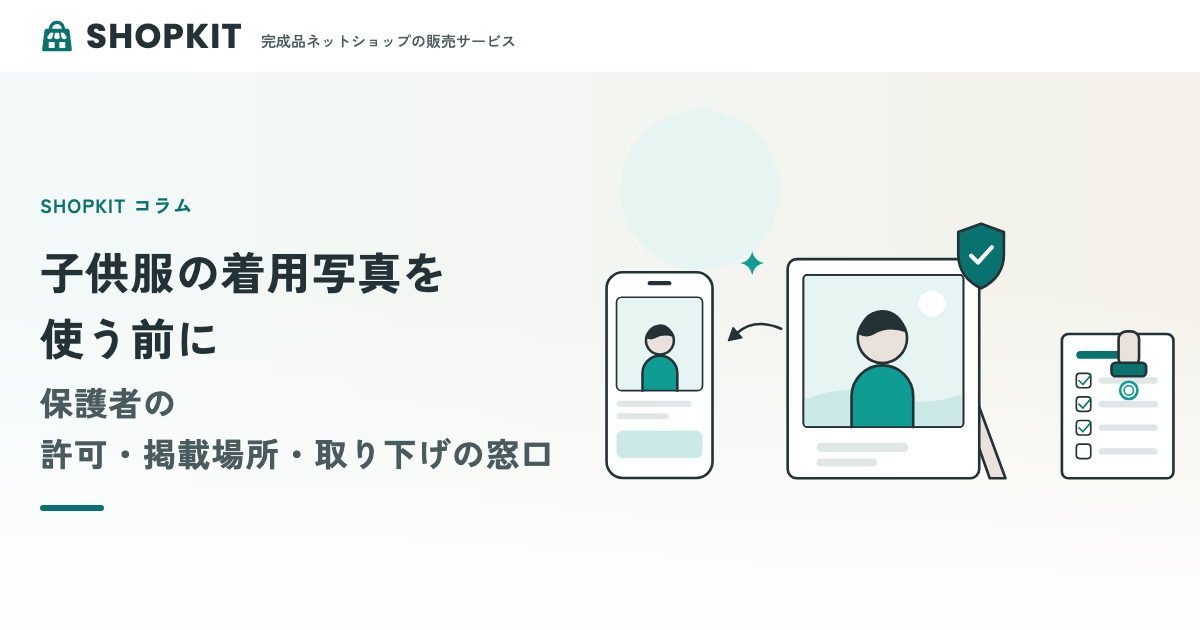 SHOPKIT 完成品ネットショップの販売サービス
SHOPKIT コラム
子供服の着用写真を
使う前に
保護者の
許可・掲載場所・取り下げの窓口